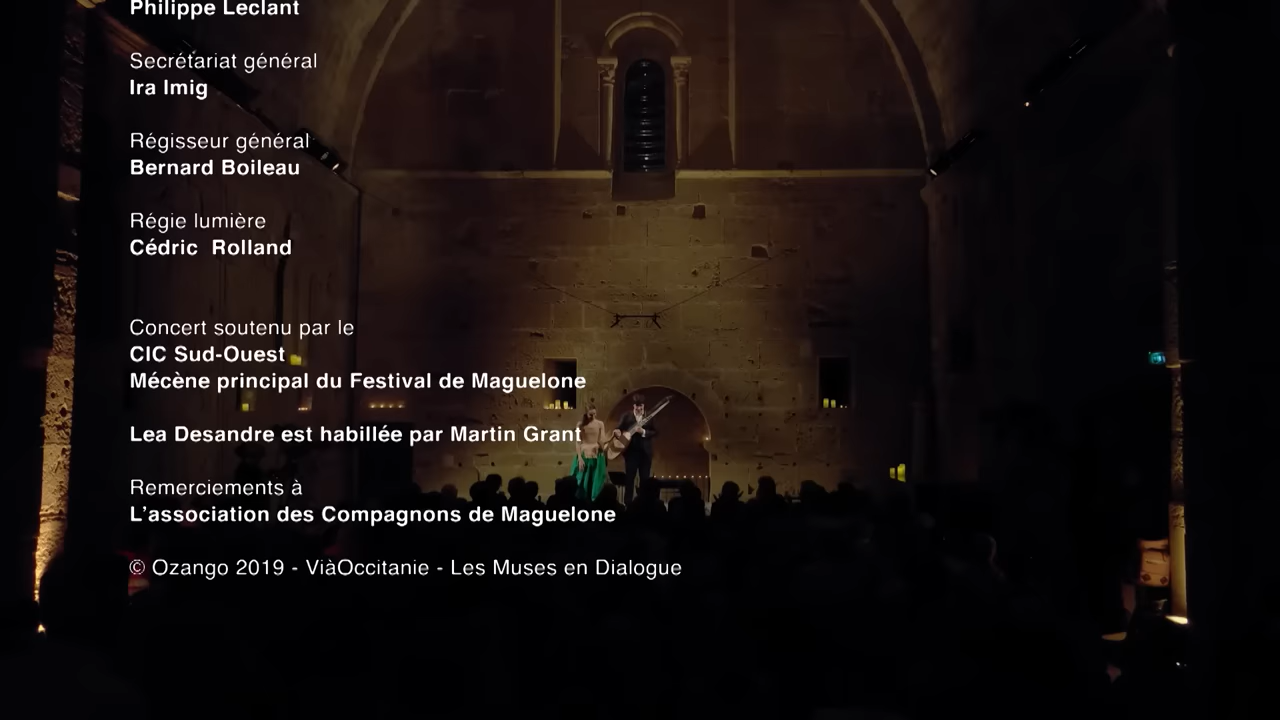 Philippe Leclant
Secrétariat général
Ira Imig
Régisseur général
Bernard Boileau
Régie lumière
Cédric  Rolland
Concert soutenu par le
CIC Sud-Ouest
Mécène principal du Festival de Maguelone
Lea Desandre est habillée par Martin Grant
Remerciements à
L'association des Compagnons de Maguelone
© Ozango 2019 - ViàOccitanie - Les Muses en Dialogue